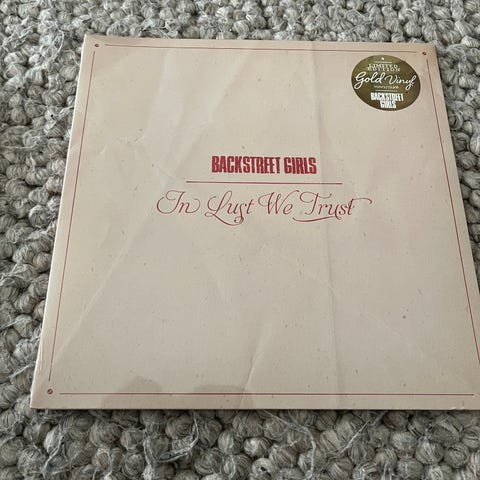 LIMITED
EDITION
Gold Vinyl
BACKSTREET
GIRLS
BACKSTREET GIRLS
In Lust We Trust